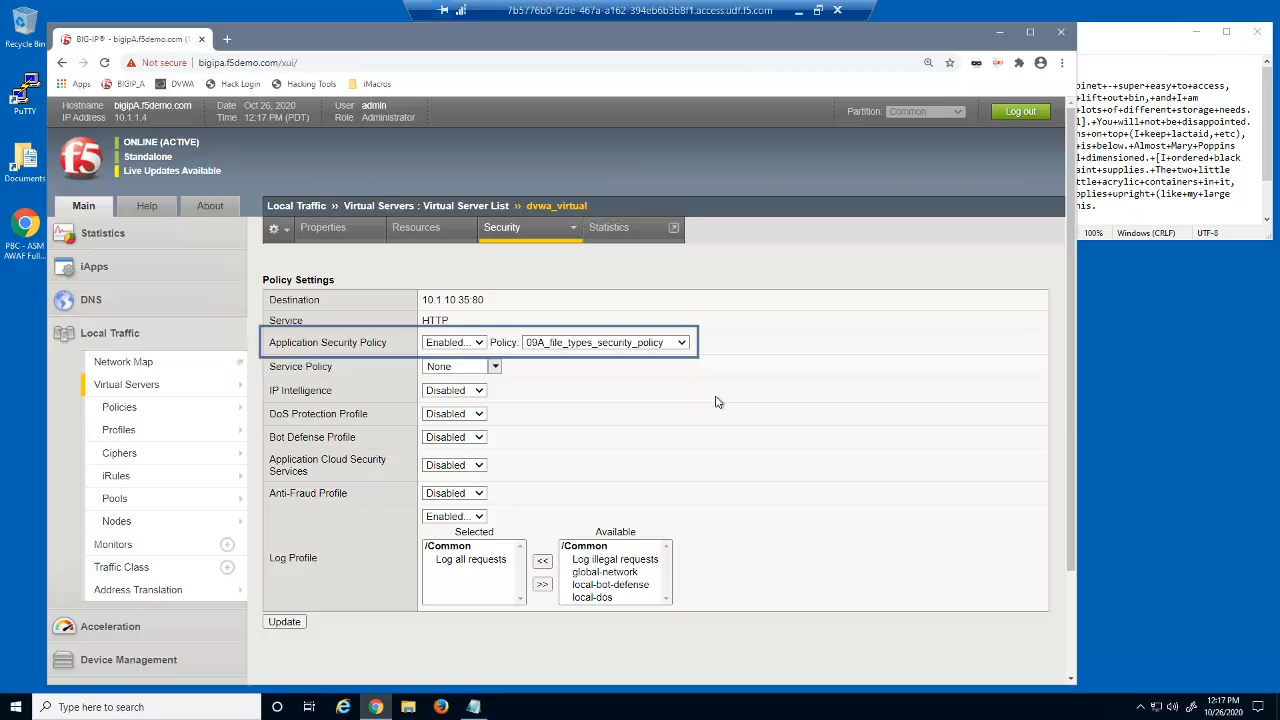 7b5776b0-f2de-467a-a162-394eb6b3b8f1.access.udf.f5.com
Recycle Bin
PuTTY
Documents
PBC - ASM
AWAF Full...
BIG-IP® - bigipA.f5demo.com (1
Not secure | bigipa.f5demo.com/xui/
Apps BIGIP_A DVWA Hack Login Hacking Tools iMacros
Hostname bigipA.f5demo.com Date Oct 26, 2020 User admin
IP Address 10.1.1.4 Time 12:17 PM (PDT) Role Administrator
Partition: Common Log out
f5
ONLINE (ACTIVE)
Standalone
Live Updates Available
Main Help About
Local Traffic » Virtual Servers : Virtual Server List » dvwa_virtual
Properties Resources Security Statistics
Statistics
iApps
DNS
Local Traffic
Network Map
Virtual Servers
Policies
Profiles
Ciphers
iRules
Pools
Nodes
Monitors
Traffic Class
Address Translation
Acceleration
Device Management
Policy Settings
Destination 10.1.10.35:80
Service HTTP
Application Security Policy Enabled... Policy: 09A_file_types_security_policy
Service Policy None
IP Intelligence Disabled
DoS Protection Profile Disabled
Bot Defense Profile Disabled
Application Cloud Security
Services Disabled
Anti-Fraud Profile Disabled
Log Profile Enabled...
Selected Available
/Common /Common
Log all requests Log illegal requests
global-network
local-bot-defense
local-dos
<< 
>>
Update
pinet+-+super+easy+to+access,
+lift+out+bin,+and+I+am
+lots+of+different+storage+needs.
l].+You+will+not+be+disappointed.
ns+on+top+(I+keep+lactaid,+etc),
+is+below.+Almost+Mary+Poppins
l+dimensioned.+[I+ordered+black
aint+supplies.+The+two+little
ttle+acrylic+containers+in+it,
pplies+upright+(like+my+large
his.
100% Windows (CRLF) UTF-8
Type here to search
12:17 PM
10/26/2020